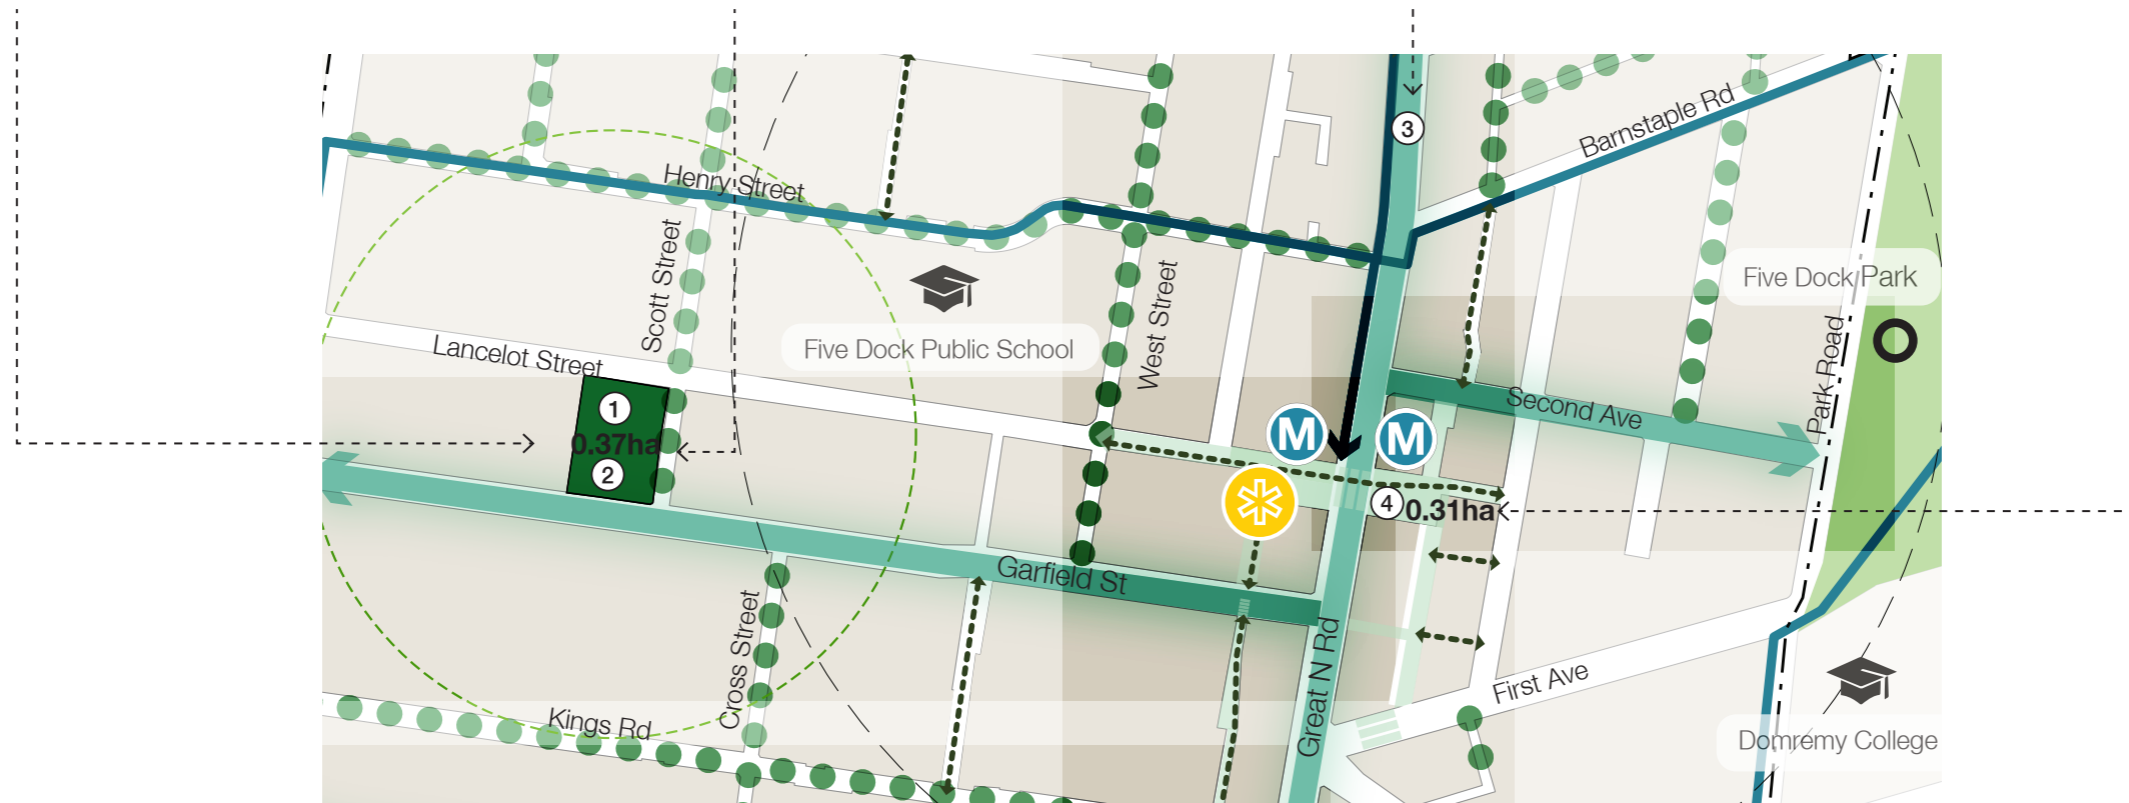 3
Barnstaple Rd
Henry Street
Scott Street
Five Dock Park
West Street
Five Dock Public School
Lancelot Street
Park Road
1
0.37ha
2
M
M
Second Ave
4
0.31ha
Garfield St
Cross Street
Great N Rd
First Ave
Kings Rd
Domremy College